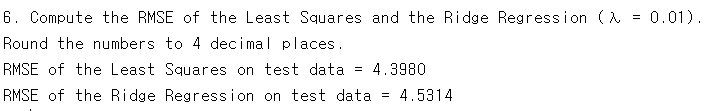 6. Compute the RMSE of the Least Squares and the Ridge Regression (λ = 0.01).
Round the numbers to 4 decimal places.
RMSE of the Least Squares on test data = 4.3980
RMSE of the Ridge Regression on test data = 4.5314